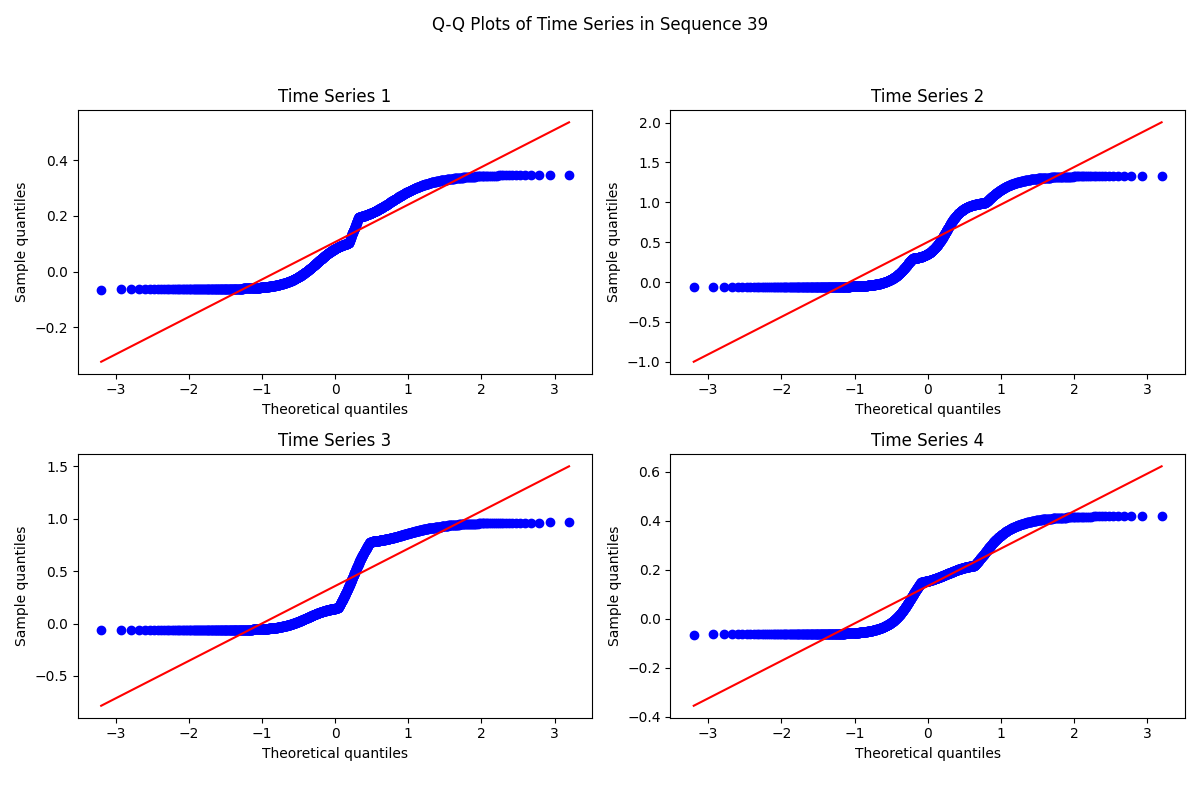 Q-Q Plots of Time Series in Sequence 39
Time Series 1
0.4
0.2
0.0
−0.2
Sample quantiles
−3 −2 −1 0 1 2 3
Theoretical quantiles
Time Series 2
2.0
1.5
1.0
0.5
0.0
−0.5
−1.0
Sample quantiles
−3 −2 −1 0 1 2 3
Theoretical quantiles
Time Series 3
1.5
1.0
0.5
0.0
−0.5
Sample quantiles
−3 −2 −1 0 1 2 3
Theoretical quantiles
Time Series 4
0.6
0.4
0.2
0.0
−0.2
−0.4
Sample quantiles
−3 −2 −1 0 1 2 3
Theoretical quantiles